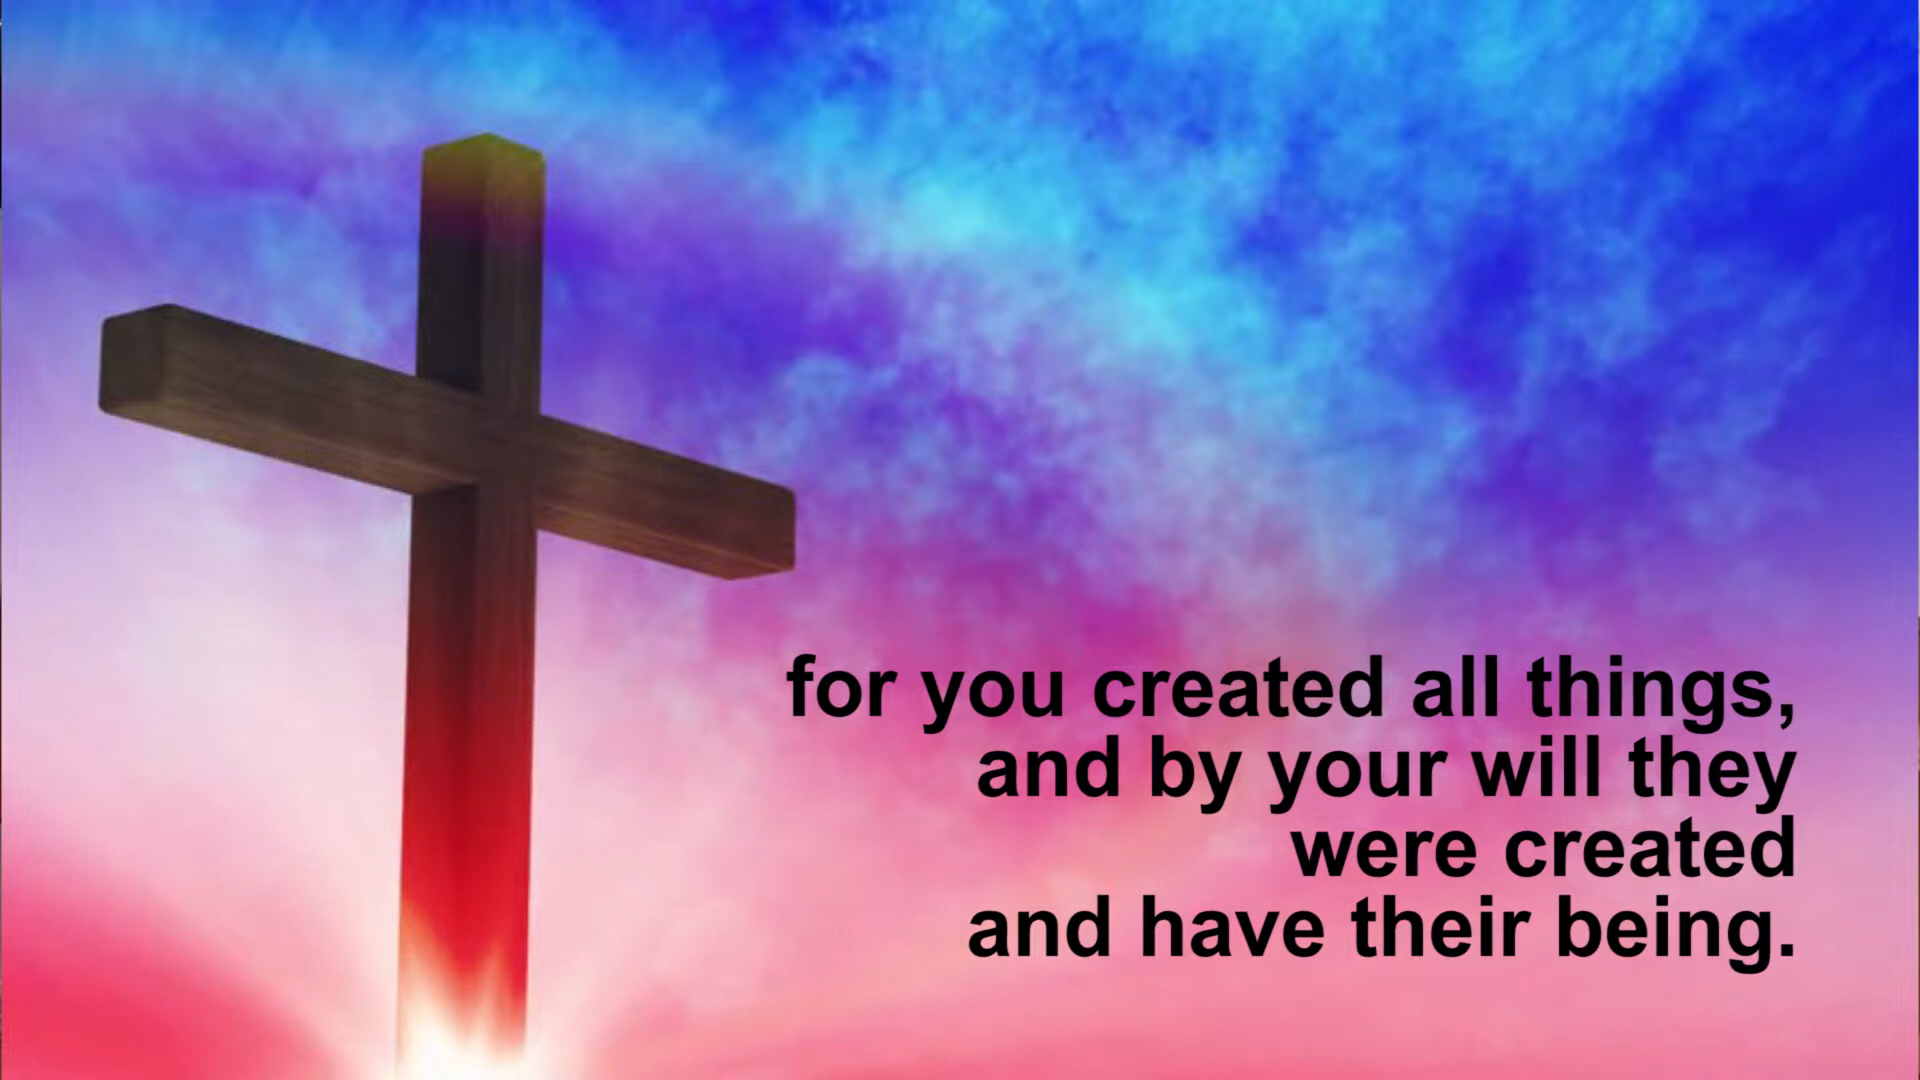 for you created all things,
and by your will they
were created
and have their being.